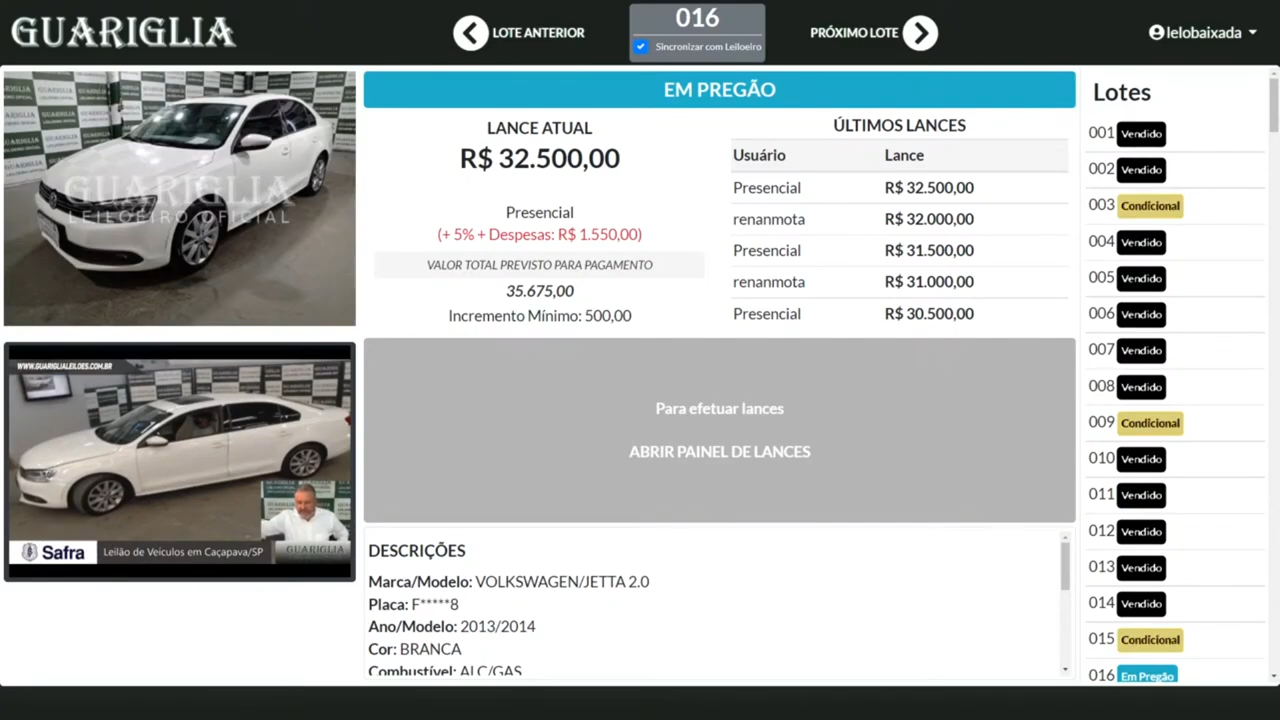 GUARIGLIA
LOTE ANTERIOR
016
Sincronizar com Leiloeiro
PRÓXIMO LOTE
lelobaixada
GUARIGLIA
LEILOEIRO OFICIAL
EM PREGÃO
LANCE ATUAL
R$ 32.500,00
Presencial
(+ 5% + Despesas: R$ 1.550,00)
VALOR TOTAL PREVISTO PARA PAGAMENTO
35.675,00
Incremento Mínimo: 500,00
ÚLTIMOS LANCES
Usuário Lance
Presencial R$ 32.500,00
renanmota R$ 32.000,00
Presencial R$ 31.500,00
renanmota R$ 31.000,00
Presencial R$ 30.500,00
Para efetuar lances
ABRIR PAINEL DE LANCES
WWW.GUARIGLIALEILOES.COM.BR
Safra
Leilão de Veículos em Caçapava/SP
GUARIGLIA
DESCRIÇÕES
Marca/Modelo: VOLKSWAGEN/JETTA 2.0
Placa: F*****8
Ano/Modelo: 2013/2014
Cor: BRANCA
Combustível: ALC/GAS
Lotes
001 Vendido
002 Vendido
003 Condicional
004 Vendido
005 Vendido
006 Vendido
007 Vendido
008 Vendido
009 Condicional
010 Vendido
011 Vendido
012 Vendido
013 Vendido
014 Vendido
015 Condicional
016 Em Pregão